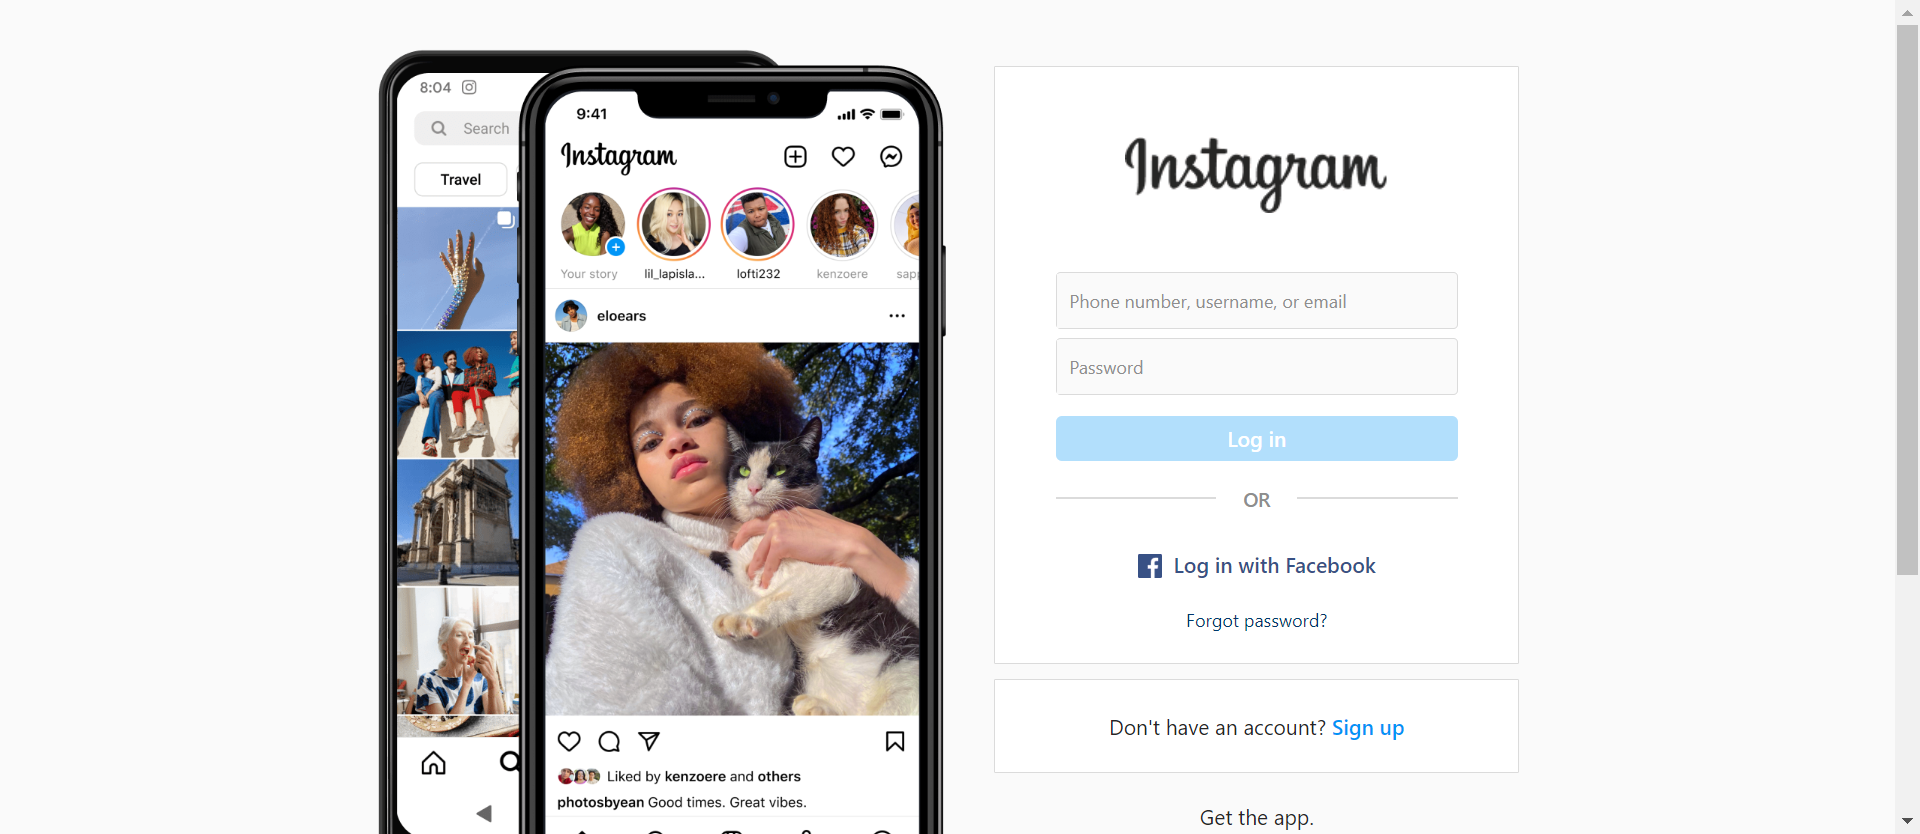 8:04
Search
Travel
9:41
Instagram
Your story
lil_lapisla...
lofti232
kenzoere
sapp
eloears
Liked by kenzoere and others
photosbyean Good times. Great vibes.
Instagram
Phone number, username, or email
Password
Log in
OR
Log in with Facebook
Forgot password?
Don't have an account? Sign up
Get the app.